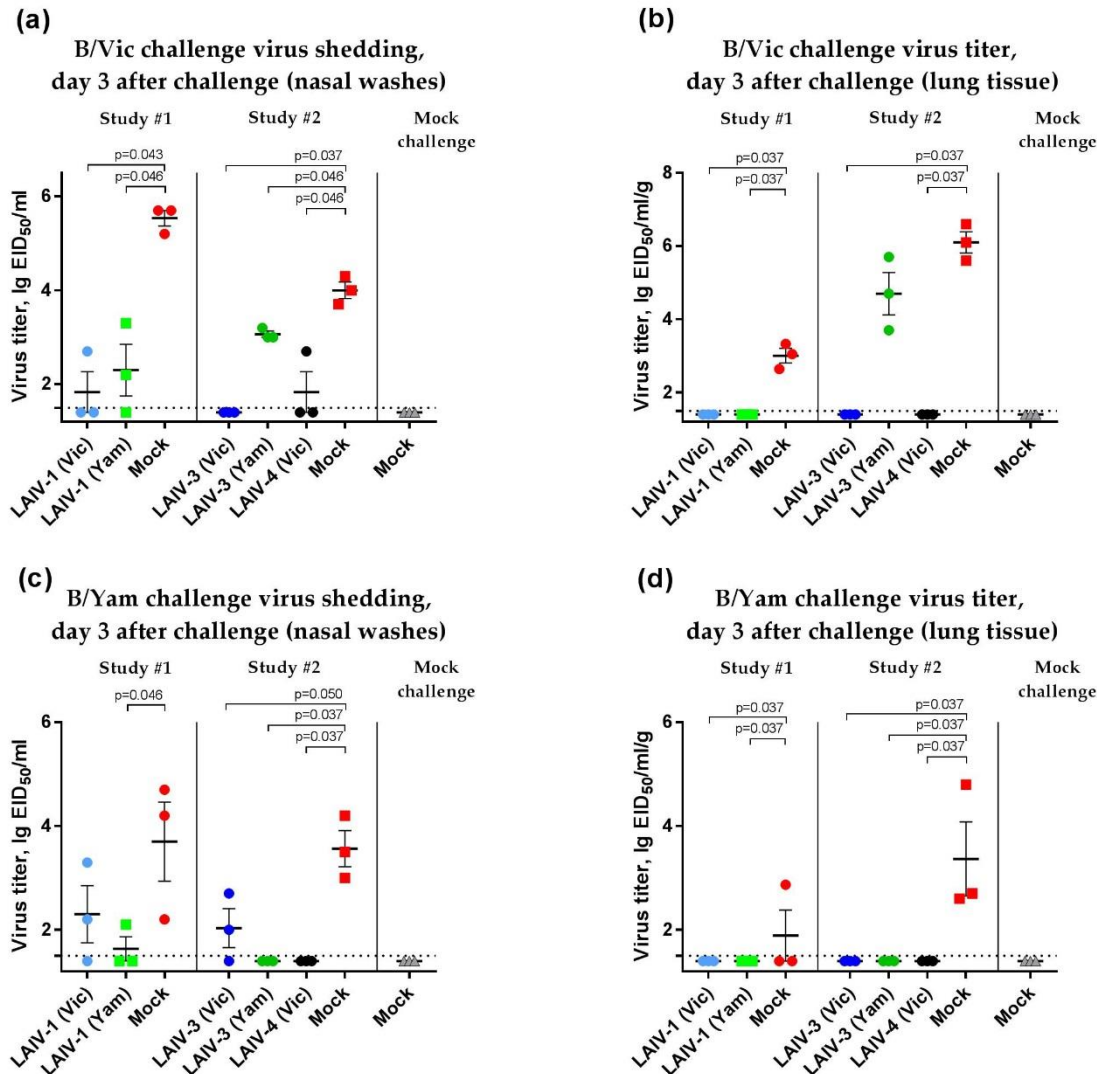 (a)
B/Vic challenge virus shedding,
day 3 after challenge (nasal washes)
Study #1
Study #2
Mock
challenge
p=0.043
p=0.046
p=0.037
p=0.046
p=0.046
Virus titer, lg EID50/ml
6
4
2
LAIV-1 (Vic)
LAIV-1 (Yam)
Mock
LAIV-3 (Vic)
LAIV-3 (Yam)
LAIV-4 (Vic)
Mock
Mock
(b)
B/Vic challenge virus titer,
day 3 after challenge (lung tissue)
Study #1
Study #2
Mock
challenge
p=0.037
p=0.037
p=0.037
p=0.037
Virus titer, lg EID50/ml/g
8
6
4
2
LAIV-1 (Vic)
LAIV-1 (Yam)
Mock
LAIV-3 (Vic)
LAIV-3 (Yam)
LAIV-4 (Vic)
Mock
Mock
(c)
B/Yam challenge virus shedding,
day 3 after challenge (nasal washes)
Study #1
Study #2
Mock
challenge
p=0.046
p=0.050
p=0.037
p=0.037
Virus titer, lg EID50/ml
6
4
2
LAIV-1 (Vic)
LAIV-1 (Yam)
Mock
LAIV-3 (Vic)
LAIV-3 (Yam)
LAIV-4 (Vic)
Mock
Mock
(d)
B/Yam challenge virus titer,
day 3 after challenge (lung tissue)
Study #1
Study #2
Mock
challenge
p=0.037
p=0.037
p=0.037
p=0.037
p=0.037
Virus titer, lg EID50/ml/g
6
4
2
LAIV-1 (Vic)
LAIV-1 (Yam)
Mock
LAIV-3 (Vic)
LAIV-3 (Yam)
LAIV-4 (Vic)
Mock
Mock